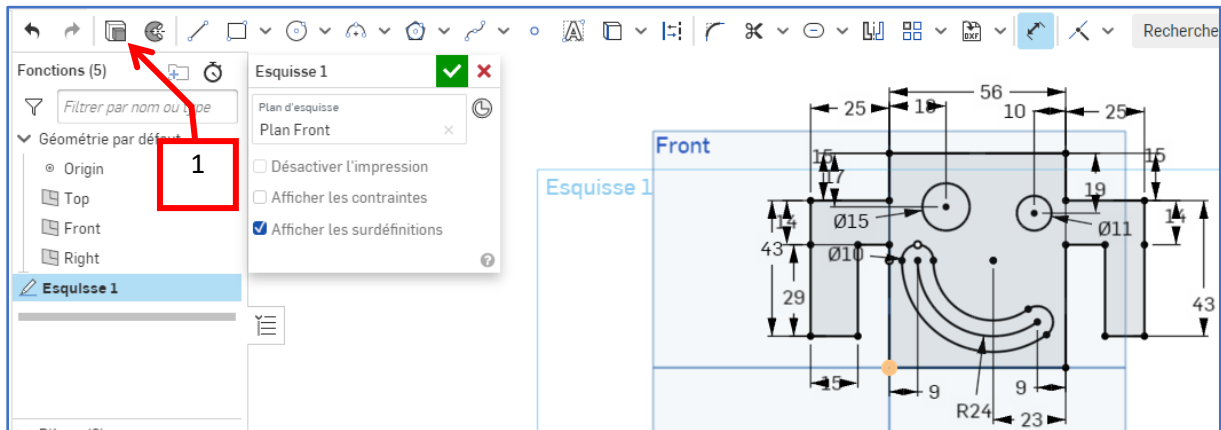 DXF
Recherche
Fonctions (5)
Filtrer par nom ou type
Géométrie par défaut
Origin
Top
Front
Right
Esquisse 1
1
Esquisse 1
Plan d'esquisse
Plan Front
Désactiver l'impression
Afficher les contraintes
Afficher les surdéfinitions
Front
Esquisse 1
56
25
18
10
25
15
17
15
19
14
Ø15
Ø11
14
43
Ø10
29
43
15
9
R24
9
23